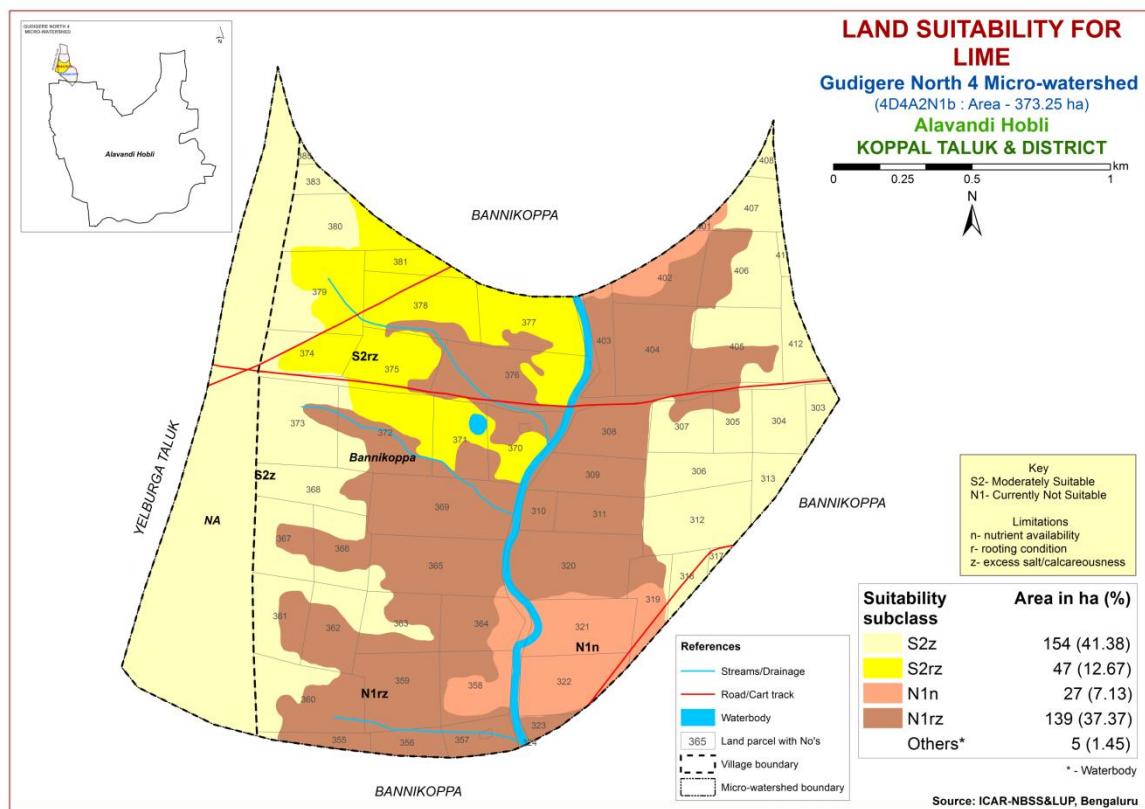 GUDIGERE NORTH 4
MICRO-WATERSHED
N
Alavandi Hobli
LAND SUITABILITY FOR
LIME
Gudigere North 4 Micro-watershed
(4D4A2N1b : Area - 373.25 ha)
Alavandi Hobli
KOPPAL TALUK & DISTRICT
km
0 0.25 0.5 1
N
BANNIKOPPA
385
383
380
381
379
378
377
374
S2rz
375
376
408
407
401
402
406
403
404
405
412
373
372
371
370
Bannikoppa
308
307
305
304
303
S2z
368
369
309
306
313
310
311
312
BANNIKOPPA
YELBURGA TALUK
NA
367
366
365
320
317
316
319
361
362
363
364
321
N1n
359
358
322
360
N1rz
355
356
357
323
324
BANNIKOPPA
Key
S2- Moderately Suitable
N1- Currently Not Suitable
Limitations
n- nutrient availability
r- rooting condition
z- excess salt/calcareousness
Suitability subclass Area in ha (%)
S2z 154 (41.38)
S2rz 47 (12.67)
N1n 27 (7.13)
N1rz 139 (37.37)
Others* 5 (1.45)
* - Waterbody
References
Streams/Drainage
Road/Cart track
Waterbody
365 Land parcel with No's
Village boundary
Micro-watershed boundary
Source: ICAR-NBSS&LUP, Bengaluru